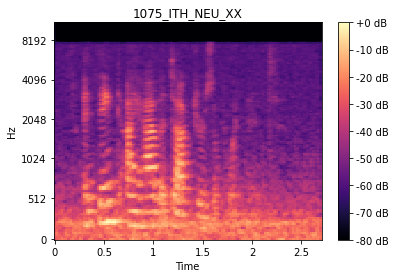 1075_ITH_NEU_XX
+0 dB
8192
-10 dB
4096
-20 dB
-30 dB
2048
-40 dB
Hz
1024
-50 dB
512
-60 dB
-70 dB
0
-80 dB
0 0.5 1 1.5 2 2.5
Time